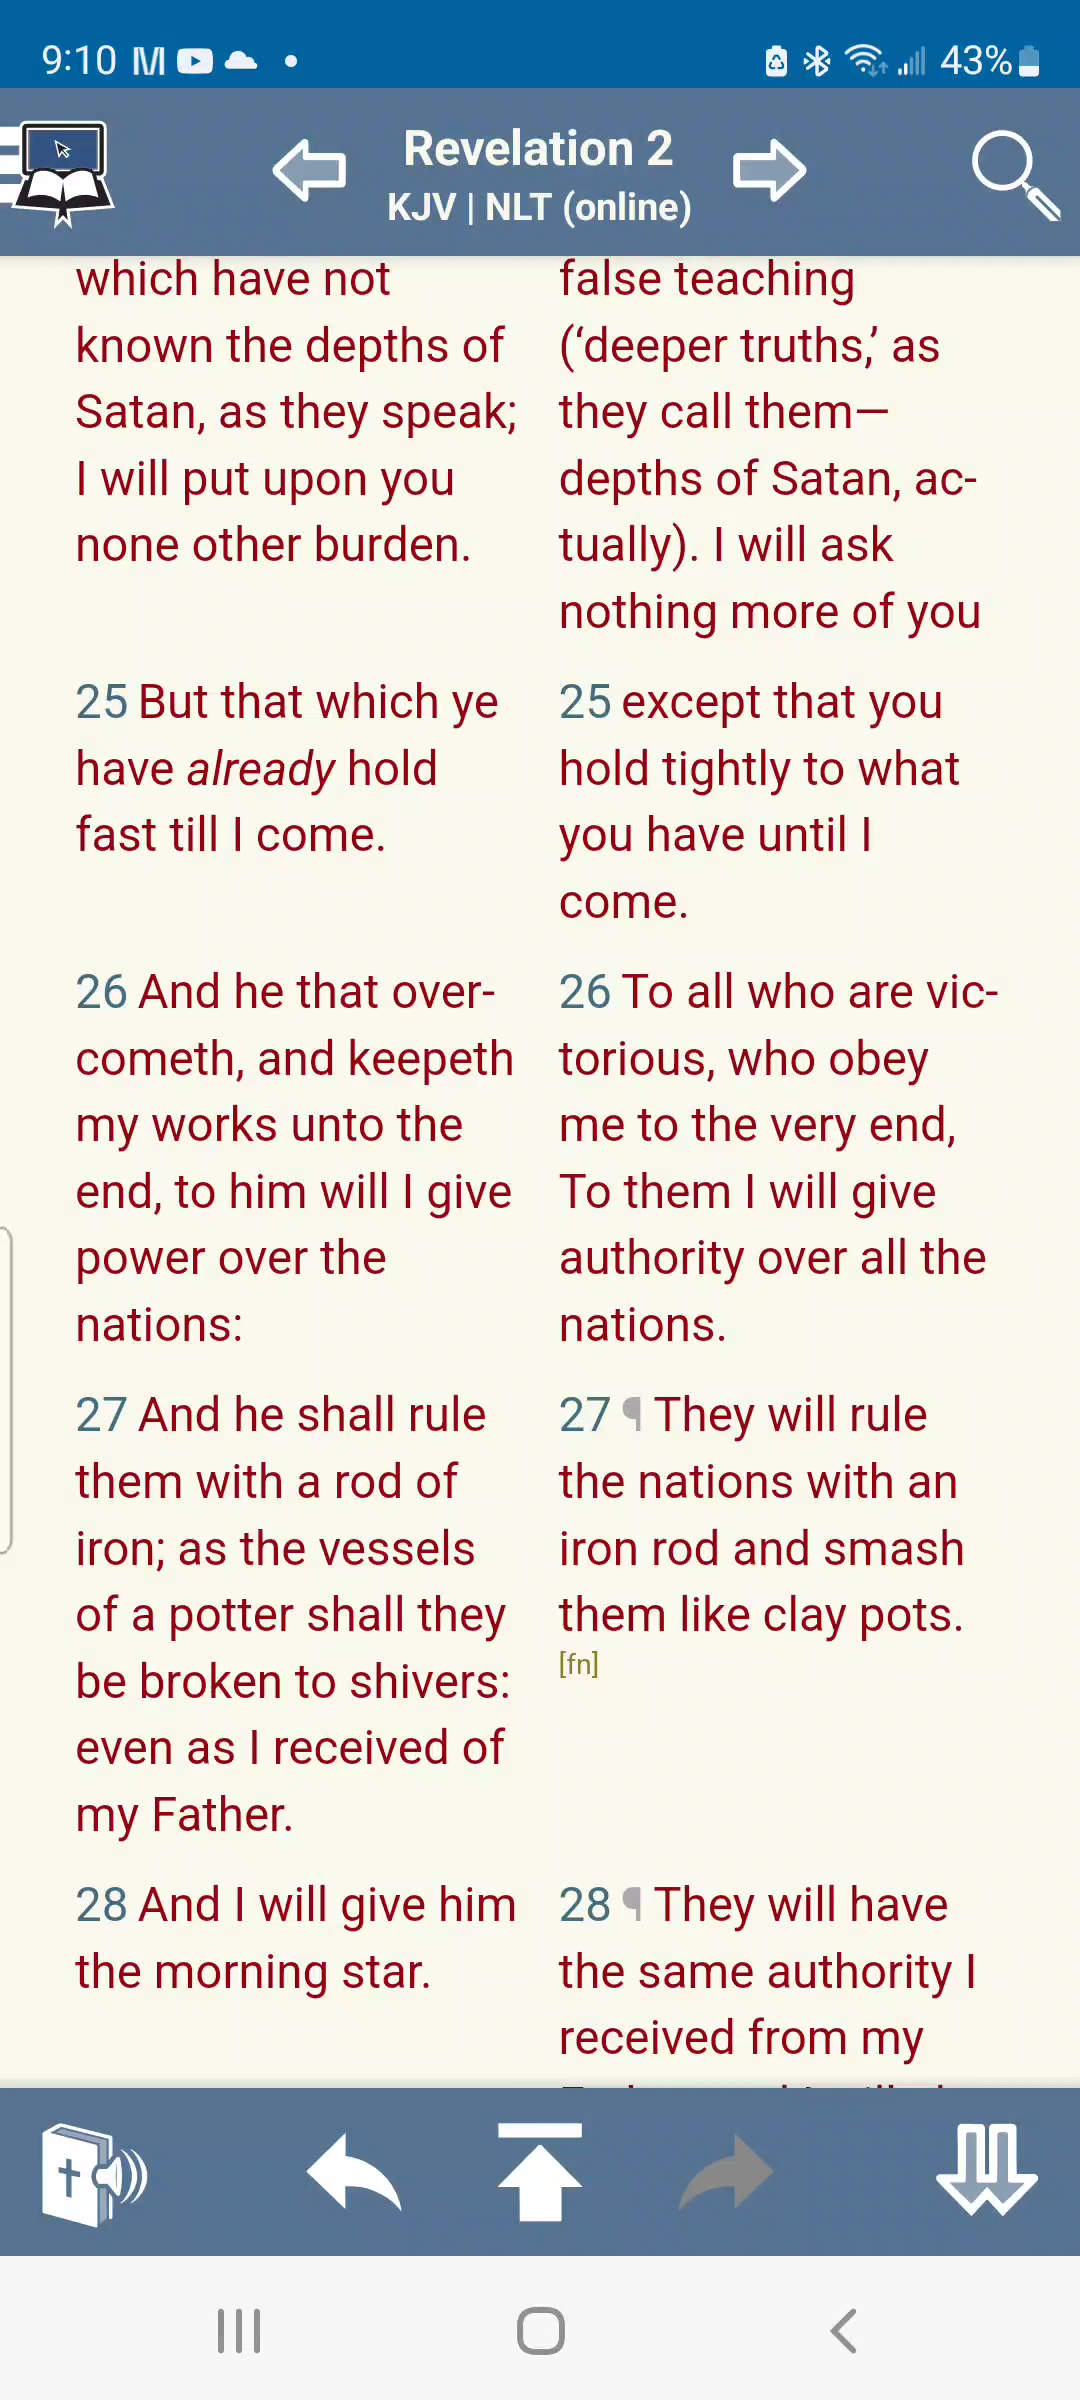 9:10
43%
Revelation 2
KJV | NLT (online)
which have not
known the depths of
Satan, as they speak;
I will put upon you
none other burden.
false teaching
(‘deeper truths,’ as
they call them—
depths of Satan, ac-
tually). I will ask
nothing more of you
25 But that which ye
have already hold
fast till I come.
25 except that you
hold tightly to what
you have until I
come.
26 And he that over-
cometh, and keepeth
my works unto the
end, to him will I give
power over the
nations:
26 To all who are vic-
torious, who obey
me to the very end,
To them I will give
authority over all the
nations.
27 And he shall rule
them with a rod of
iron; as the vessels
of a potter shall they
be broken to shivers:
even as I received of
my Father.
27 ¶ They will rule
the nations with an
iron rod and smash
them like clay pots.
[fn]
28 And I will give him
the morning star.
28 ¶ They will have
the same authority I
received from my